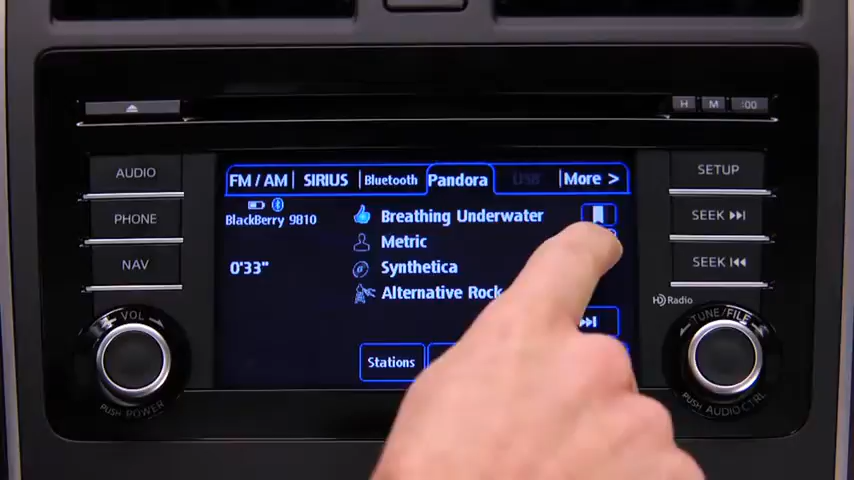 H M :00
AUDIO
PHONE
NAV
VOL
PUSH POWER
FM / AM SIRIUS Bluetooth Pandora USB More >
BlackBerry 9810
0'33"
Breathing Underwater
Metric
Synthetica
Alternative Rock
Stations
SETUP
SEEK
SEEK
HD Radio
TUNE/FILE
PUSH AUDIO CTRL